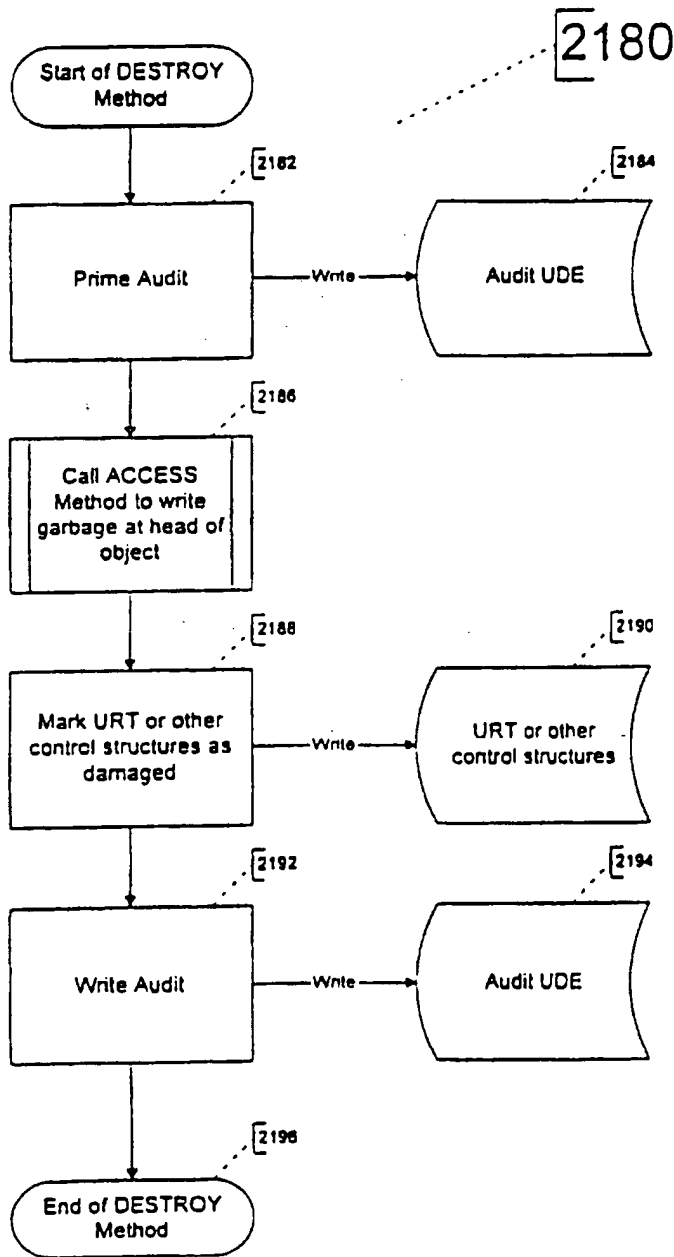 2180
Start of DESTROY
Method
2182
2184
Prime Audit
Write
Audit UDE
2186
Call ACCESS
Method to write
garbage at head of
object
2188
2190
Mark URT or other
control structures as
damaged
Write
URT or other
control structures
2192
2194
Write Audit
Write
Audit UDE
2196
End of DESTROY
Method